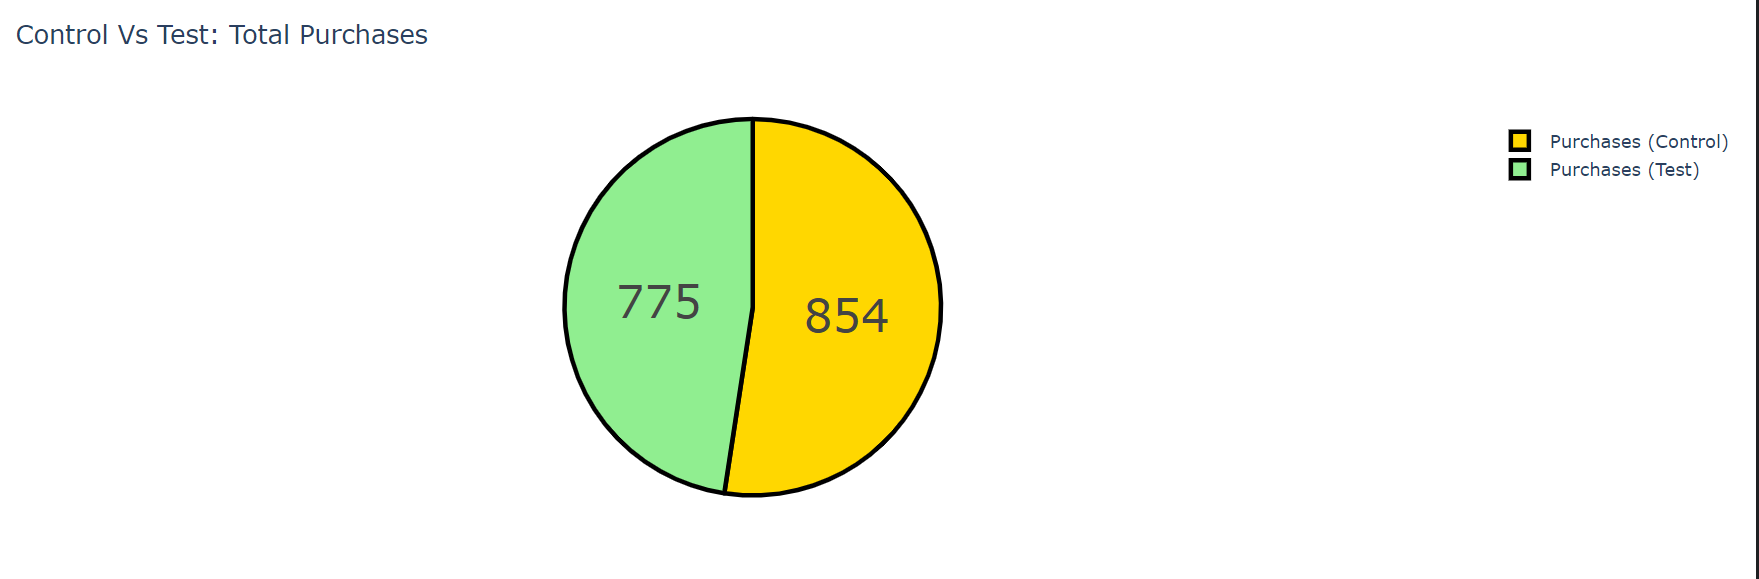 Control Vs Test: Total Purchases
Purchases (Control)
Purchases (Test)
775
854